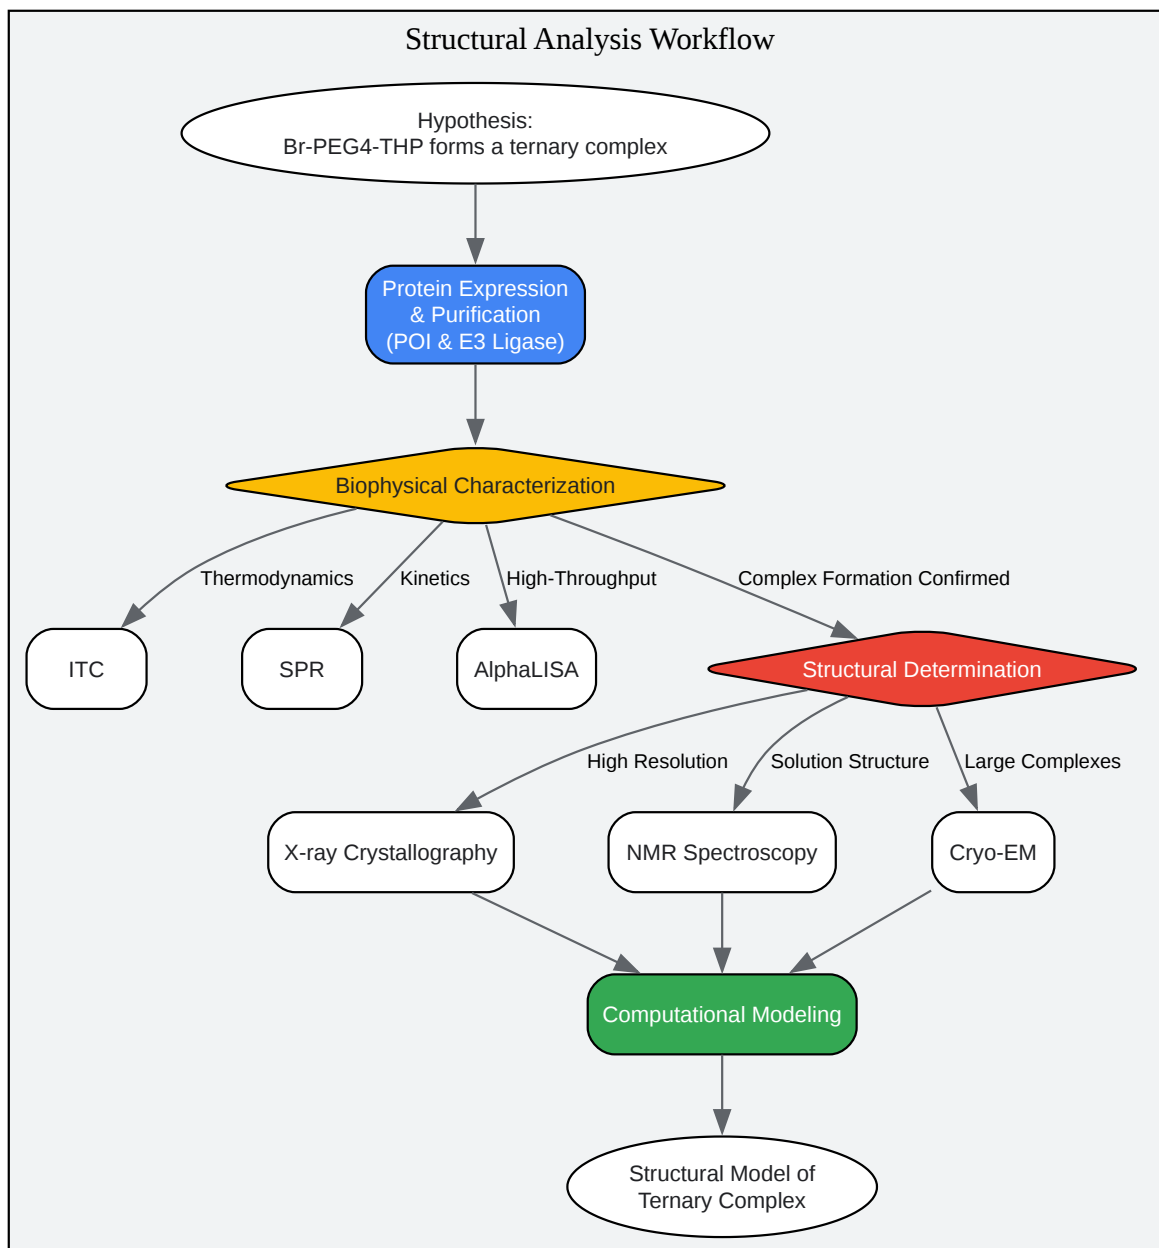 Structural Analysis Workflow
Hypothesis:
Br-PEG4-THP forms a ternary complex
Protein Expression
& Purification
(POI & E3 Ligase)
Biophysical Characterization
Thermodynamics
Kinetics
High-Throughput
Complex Formation Confirmed
ITC
SPR
AlphaLISA
Structural Determination
High Resolution
Solution Structure
Large Complexes
X-ray Crystallography
NMR Spectroscopy
Cryo-EM
Computational Modeling
Structural Model of
Ternary Complex